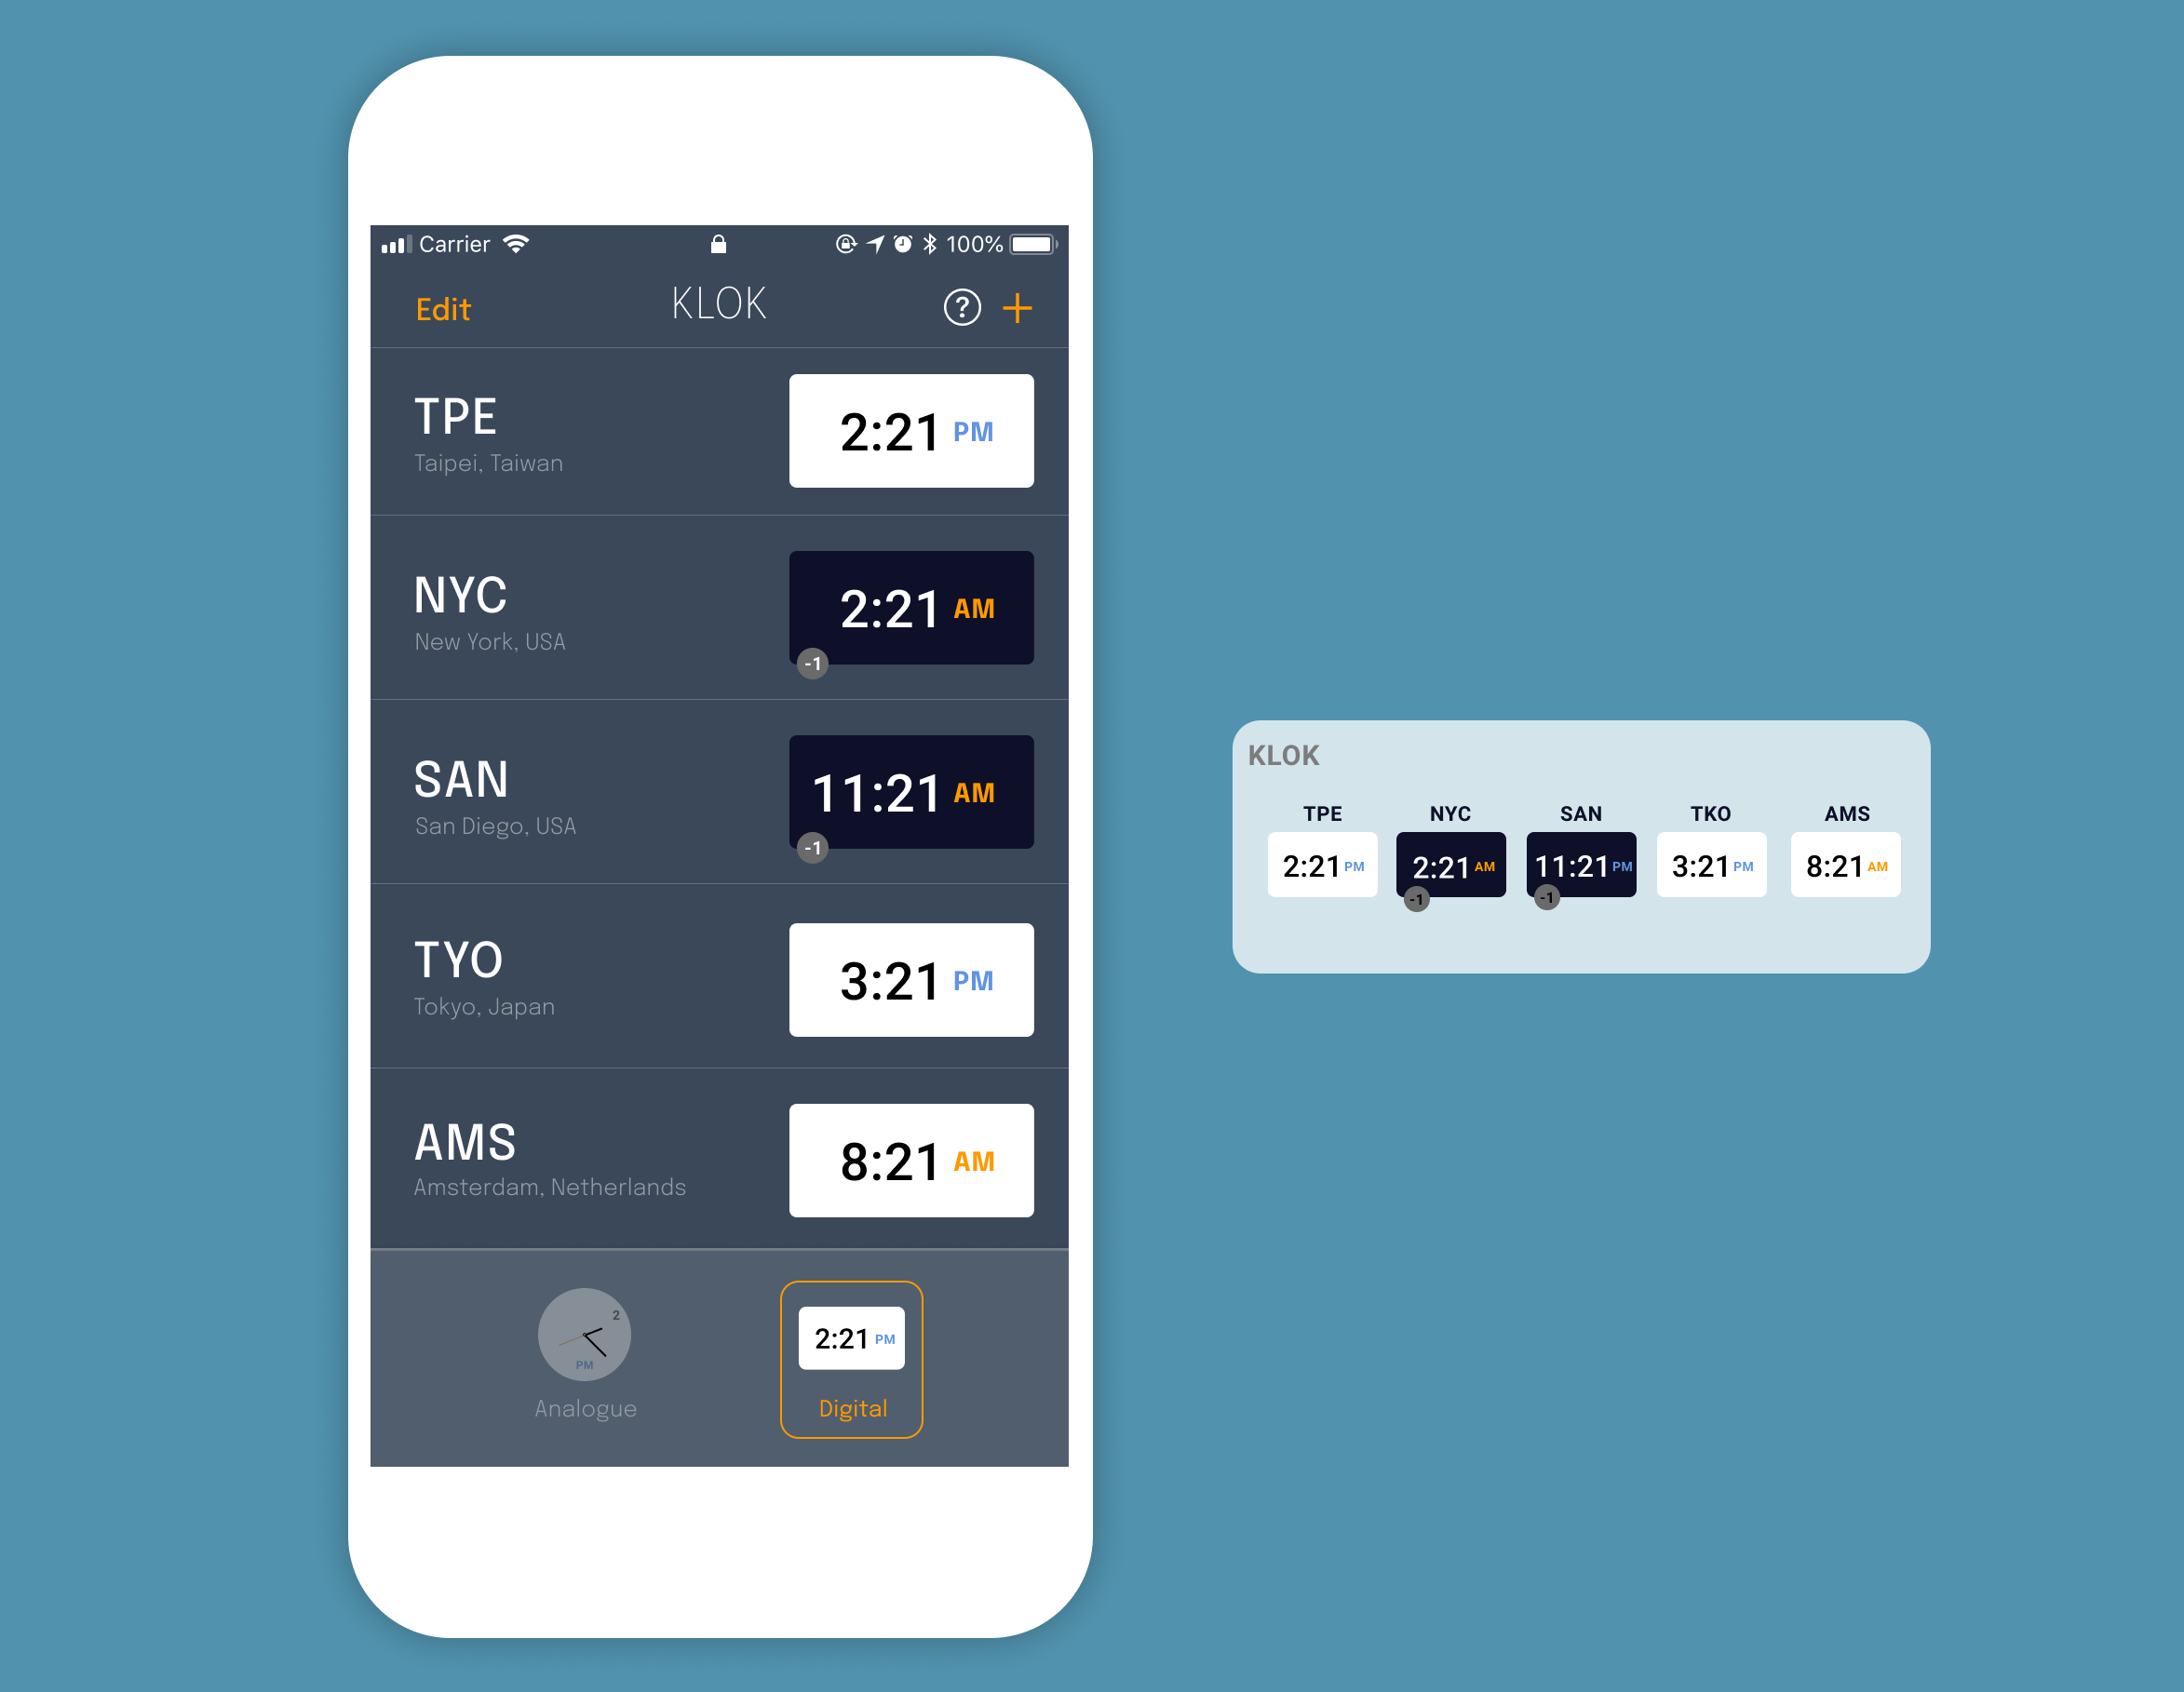 Carrier 100%
Edit KLOK ? +
TPE
Taipei, Taiwan
2:21 PM
NYC
New York, USA
2:21 AM
-1
SAN
San Diego, USA
11:21 AM
-1
TYO
Tokyo, Japan
3:21 PM
AMS
Amsterdam, Netherlands
8:21 AM
2
PM
Analogue
2:21 PM
Digital
KLOK
TPE NYC SAN TKO AMS
2:21 PM 2:21 AM 11:21 PM 3:21 PM 8:21 AM
-1 -1